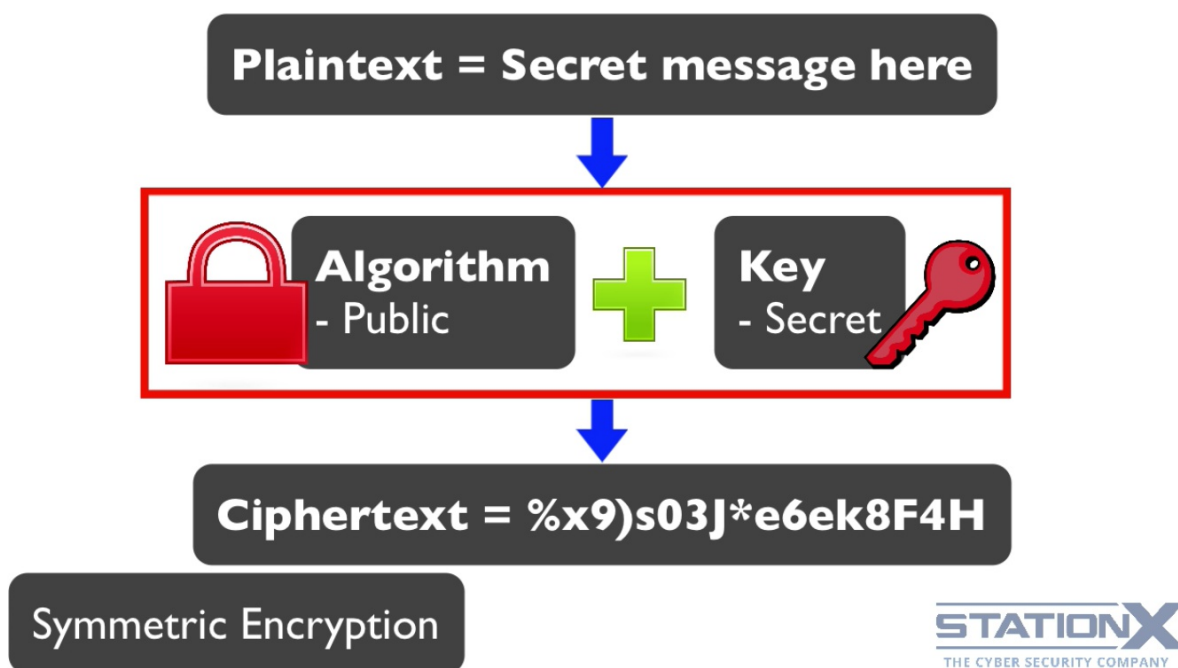 Plaintext = Secret message here
Algorithm
- Public
Key
- Secret
Ciphertext = %x9)s03J*e6ek8F4H
Symmetric Encryption
STATIONX
THE CYBER SECURITY COMPANY